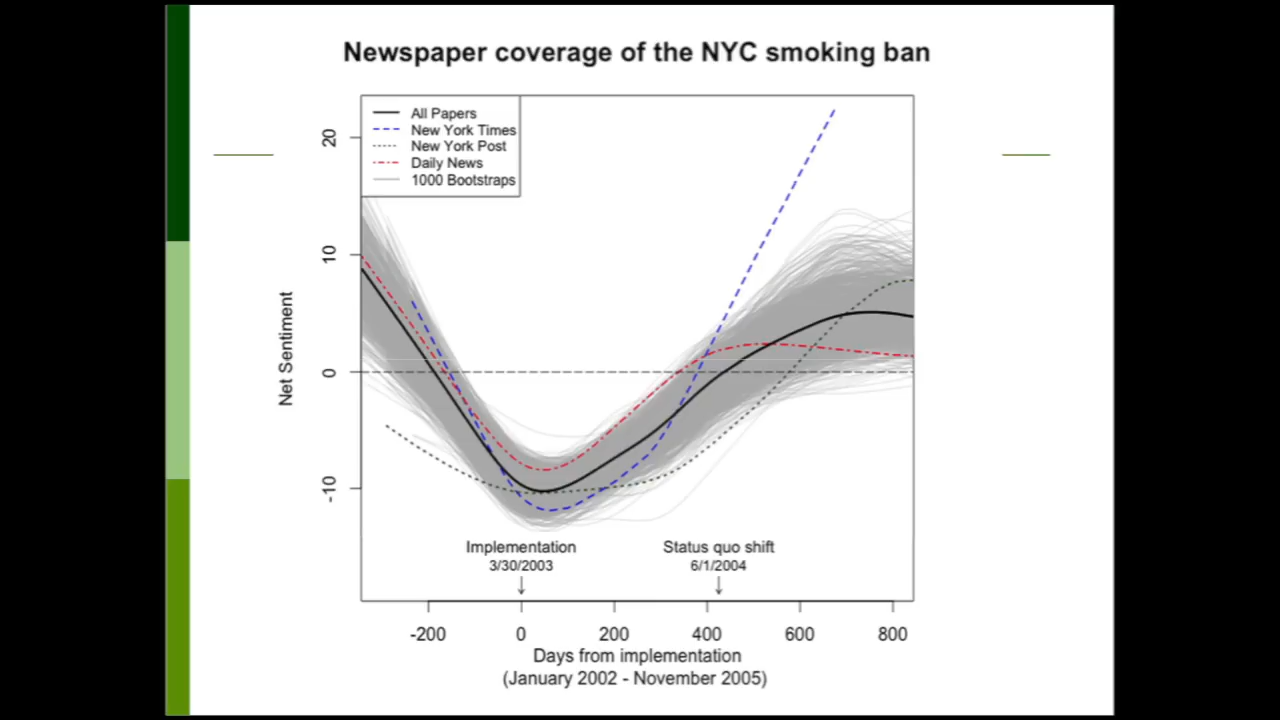 Newspaper coverage of the NYC smoking ban
All Papers
New York Times
New York Post
Daily News
1000 Bootstraps
20
10
0
-10
Net Sentiment
Implementation
3/30/2003
Status quo shift
6/1/2004
-200 0 200 400 600 800
Days from implementation
(January 2002 - November 2005)